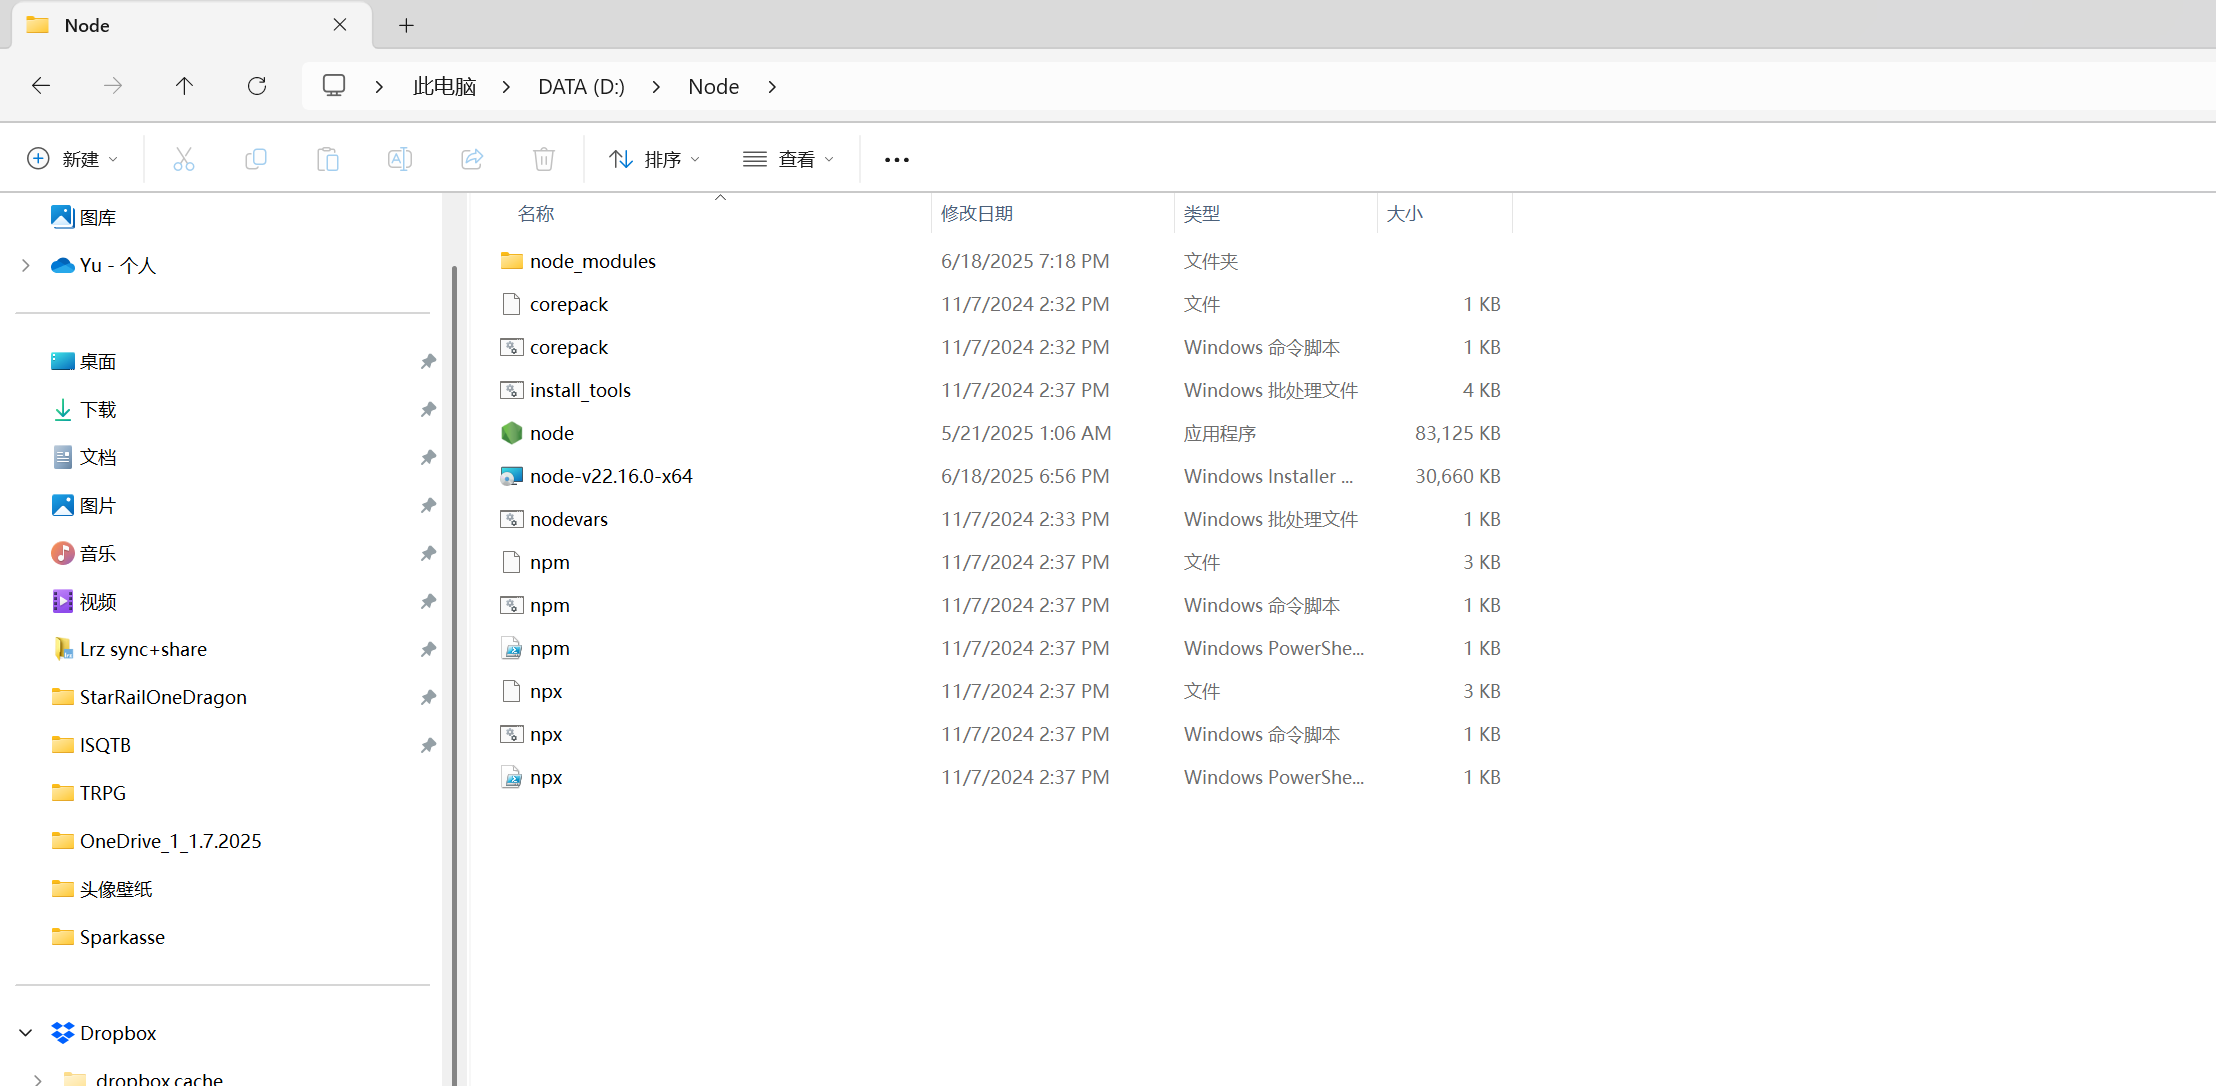 Node
此电脑 DATA (D:) Node
新建 排序 查看
图库
Yu - 个人
桌面
下载
文档
图片
音乐
视频
Lrz sync+share
StarRailOneDragon
ISQTB
TRPG
OneDrive_1_1.7.2025
头像壁纸
Sparkasse
Dropbox
dropbox.cache
名称 修改日期 类型 大小
node_modules 6/18/2025 7:18 PM 文件夹
corepack 11/7/2024 2:32 PM 文件 1 KB
corepack 11/7/2024 2:32 PM Windows 命令脚本 1 KB
install_tools 11/7/2024 2:37 PM Windows 批处理文件 4 KB
node 5/21/2025 1:06 AM 应用程序 83,125 KB
node-v22.16.0-x64 6/18/2025 6:56 PM Windows Installer ... 30,660 KB
nodevars 11/7/2024 2:33 PM Windows 批处理文件 1 KB
npm 11/7/2024 2:37 PM 文件 3 KB
npm 11/7/2024 2:37 PM Windows 命令脚本 1 KB
npm 11/7/2024 2:37 PM Windows PowerShe... 1 KB
npx 11/7/2024 2:37 PM 文件 3 KB
npx 11/7/2024 2:37 PM Windows 命令脚本 1 KB
npx 11/7/2024 2:37 PM Windows PowerShe... 1 KB